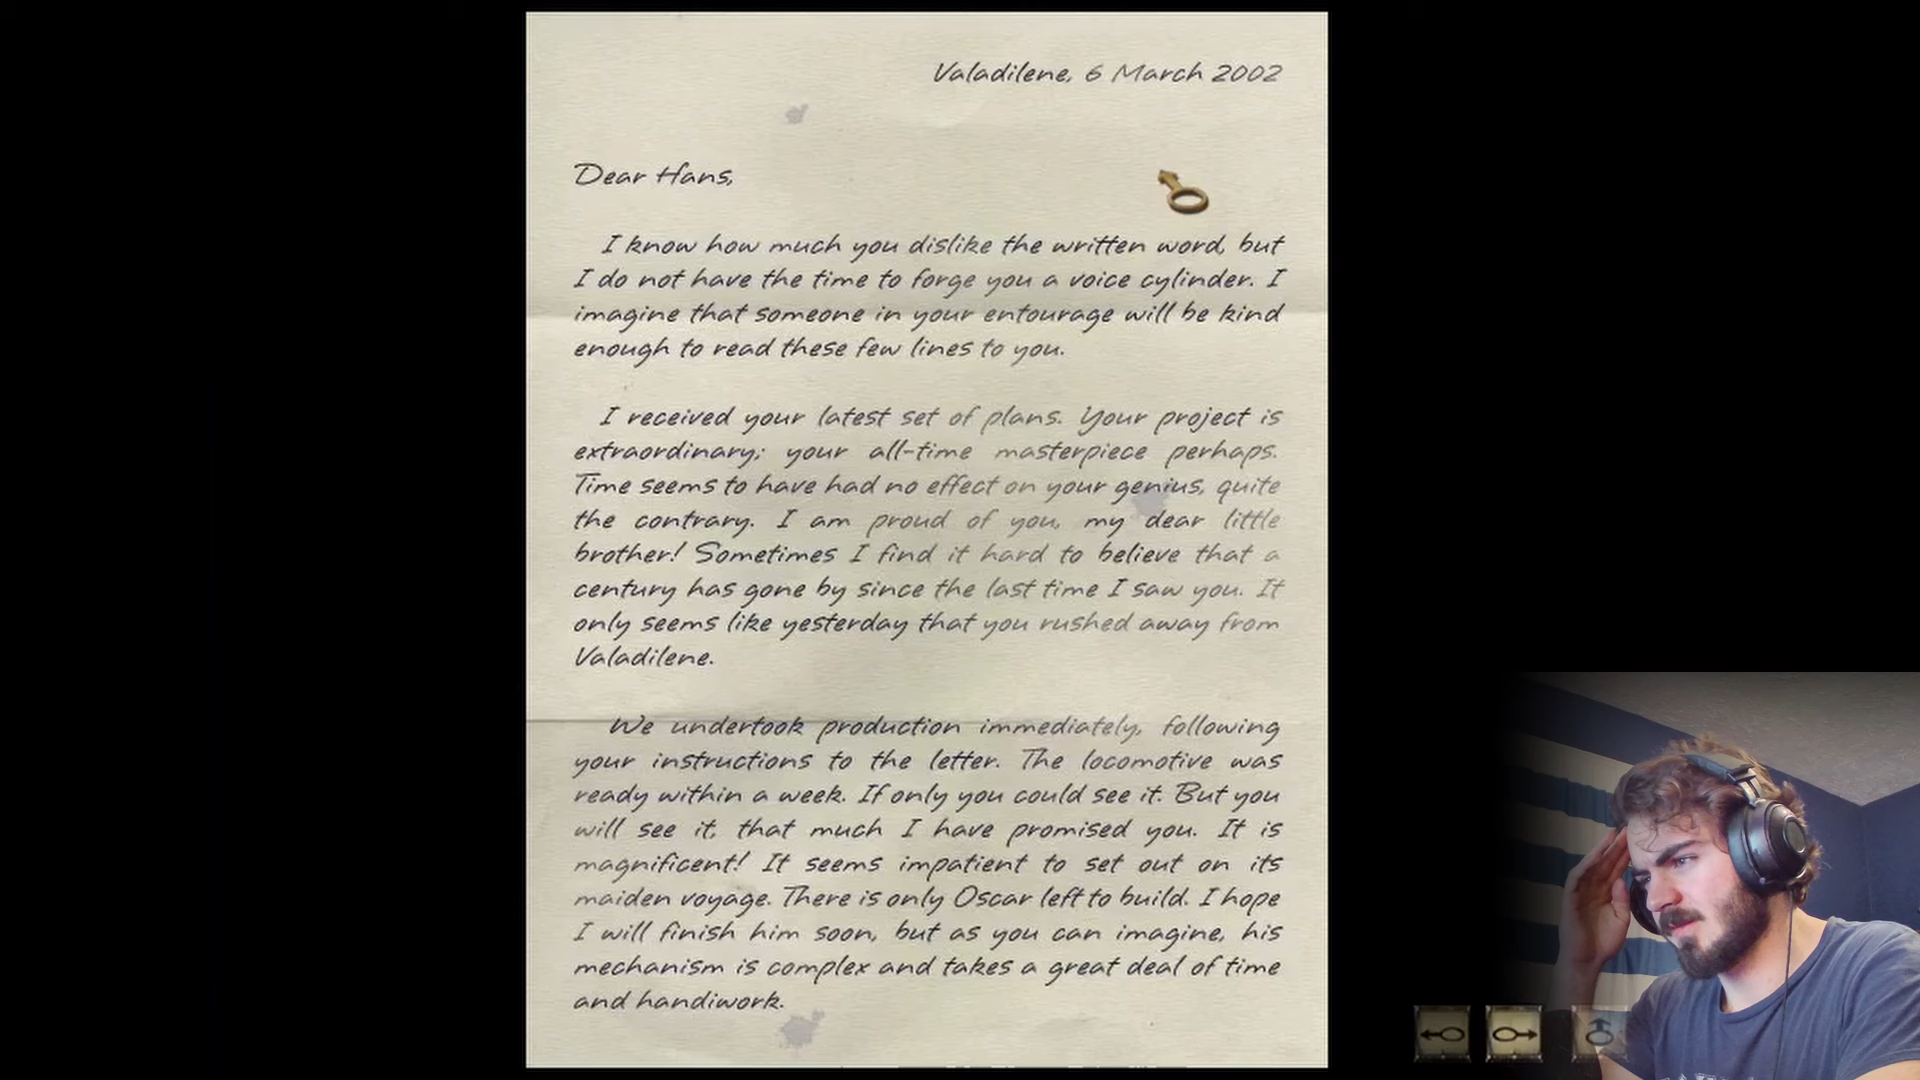 Valadilene, 6 March 2002
Dear Hans,
I know how much you dislike the written word, but
I do not have the time to forge you a voice cylinder. I
imagine that someone in your entourage will be kind
enough to read these few lines to you.
I received your latest set of plans. Your project is
extraordinary; your all-time masterpiece perhaps.
Time seems to have had no effect on your genius, quite
the contrary. I am proud of you, my dear little
brother! Sometimes I find it hard to believe that a
century has gone by since the last time I saw you. It
only seems like yesterday that you rushed away from
Valadilene.
We undertook production immediately, following
your instructions to the letter. The locomotive was
ready within a week. If only you could see it. But you
will see it, that much I have promised you. It is
magnificent! It seems impatient to set out on its
maiden voyage. There is only Oscar left to build. I hope
I will finish him soon, but as you can imagine, his
mechanism is complex and takes a great deal of time
and handiwork.